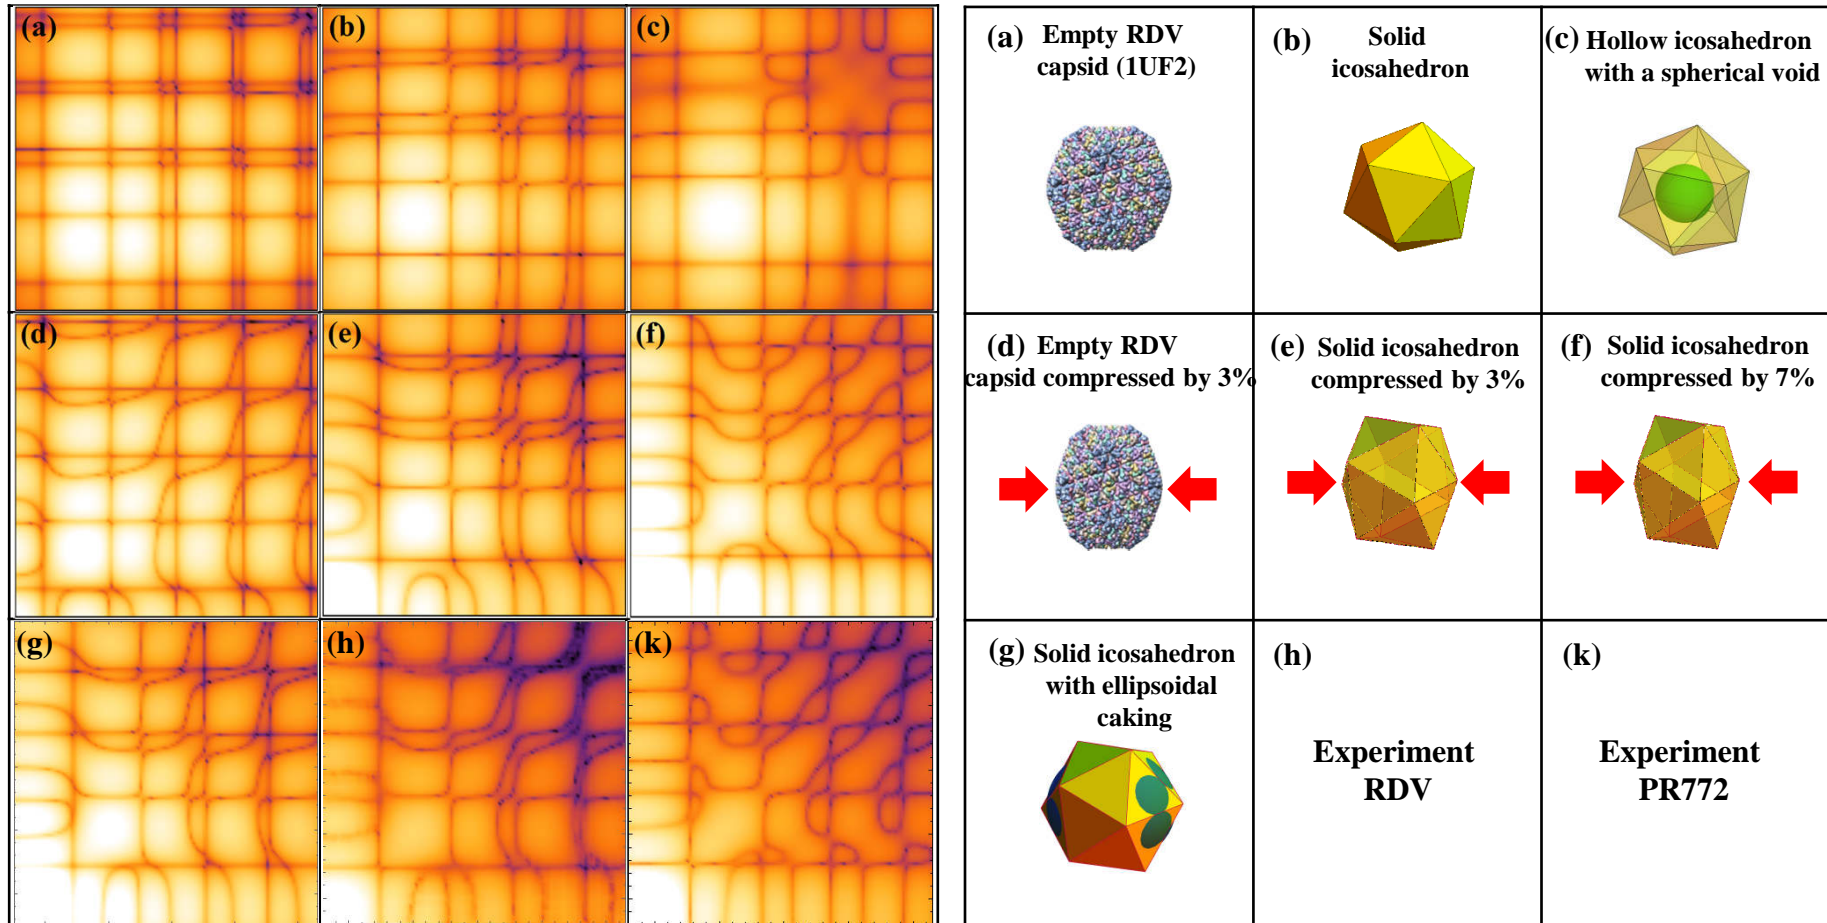 (a)
(b)
(c)
(d)
(e)
(f)
(g)
(h)
(k)
(a) Empty RDV
capsid (1UF2)
(b) Solid
icosahedron
(c) Hollow icosahedron
with a spherical void
(d) Empty RDV
capsid compressed by 3%
(e) Solid icosahedron
compressed by 3%
(f) Solid icosahedron
compressed by 7%
(g) Solid icosahedron
with ellipsoidal
caking
(h)
Experiment
RDV
(k)
Experiment
PR772